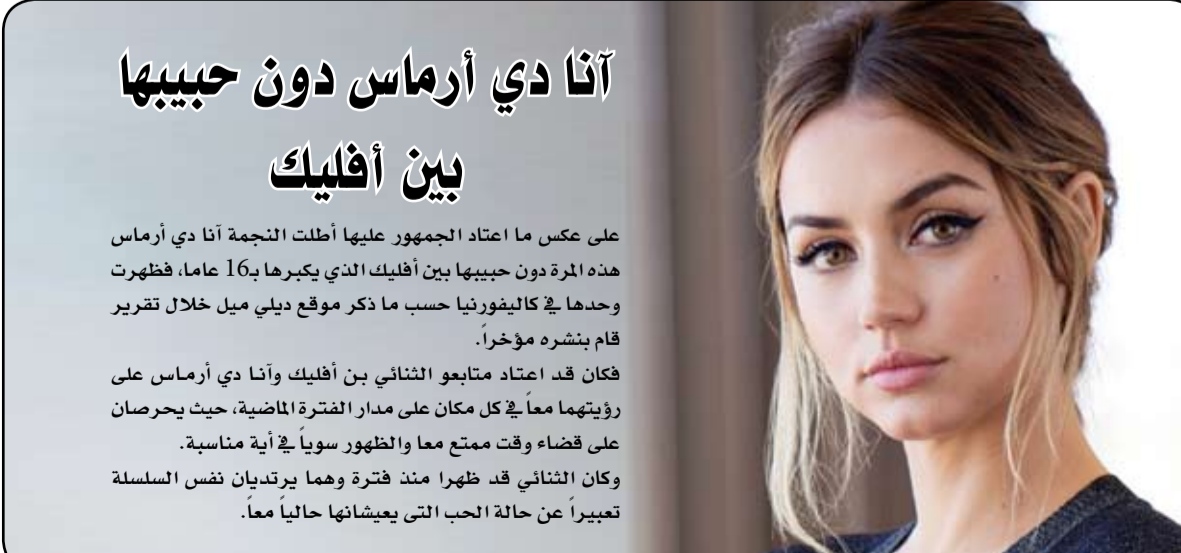 آنا دي أرماس دون حبيبها
بين أفليك
على عكس ما اعتاد الجمهور عليها أطلت النجمة آنا دي أرماس
هذه المرة دون حبيبها بين أفليك الذي يكبرها بـ16 عاما، فظهرت
وحدها في كاليفورنيا حسب ما ذكر موقع ديلي ميل خلال تقرير
قام بنشره مؤخراً.
فكان قد اعتاد متابعو الثنائي بن أفليك وآنا دي أرماس على
رؤيتهما معاً في كل مكان على مدار الفترة الماضية، حيث يحرصان
على قضاء وقت ممتع معا والظهور سوياً في أية مناسبة.
وكان الثنائي قد ظهرا منذ فترة وهما يرتديان نفس السلسلة
تعبيراً عن حالة الحب التى يعيشانها حالياً معاً.